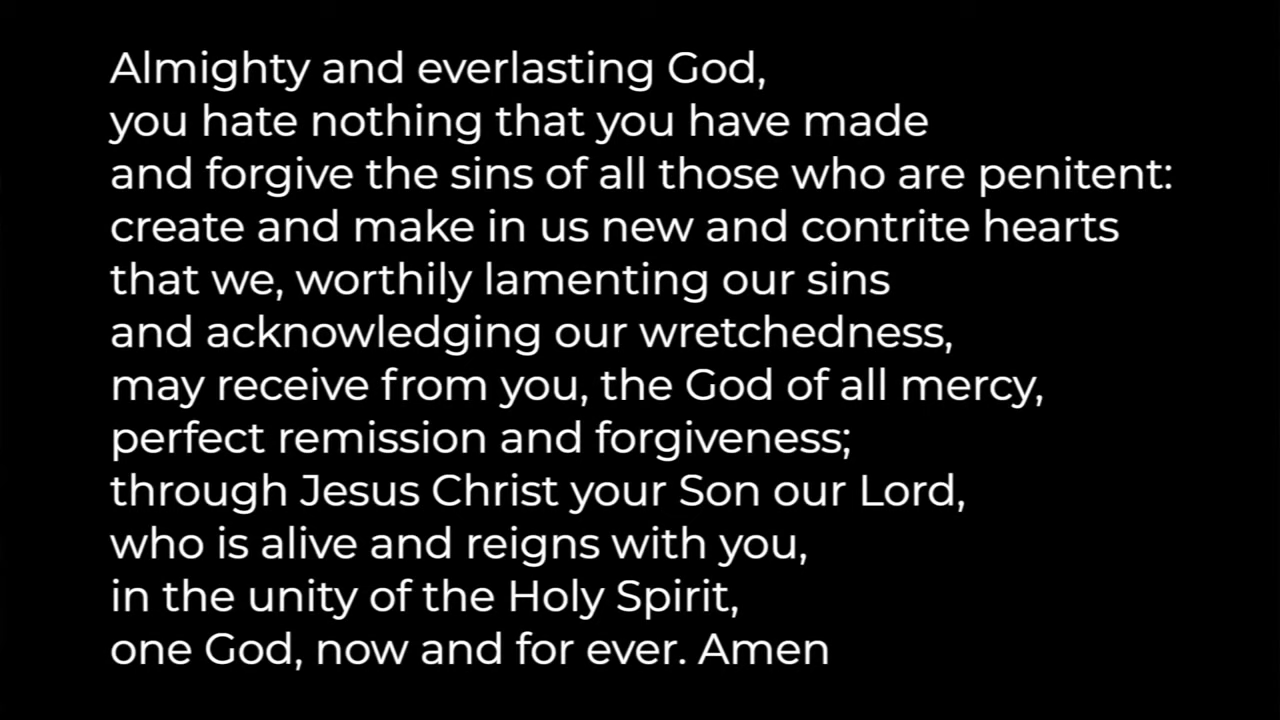 Almighty and everlasting God,
you hate nothing that you have made
and forgive the sins of all those who are penitent:
create and make in us new and contrite hearts
that we, worthily lamenting our sins
and acknowledging our wretchedness,
may receive from you, the God of all mercy,
perfect remission and forgiveness;
through Jesus Christ your Son our Lord,
who is alive and reigns with you,
in the unity of the Holy Spirit,
one God, now and for ever. Amen